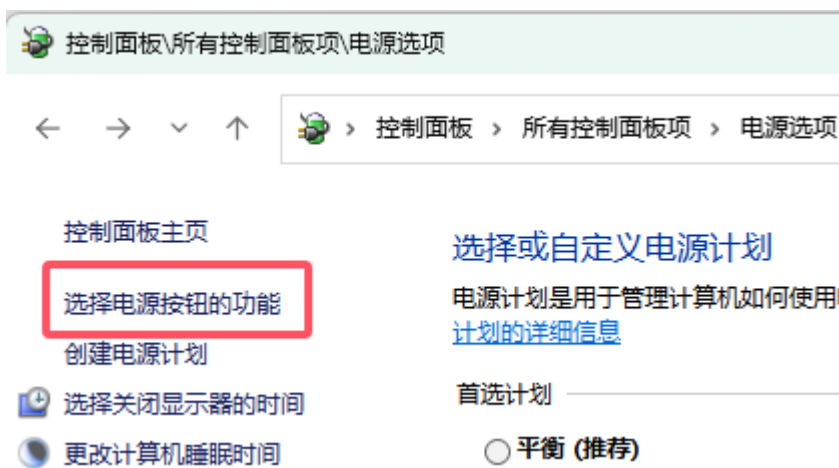 控制面板\所有控制面板项\电源选项
控制面板 > 所有控制面板项 > 电源选项
控制面板主页
选择电源按钮的功能
创建电源计划
选择关闭显示器的时间
更改计算机睡眠时间
选择或自定义电源计划
电源计划是用于管理计算机如何使用
计划的详细信息
首选计划
平衡 (推荐)